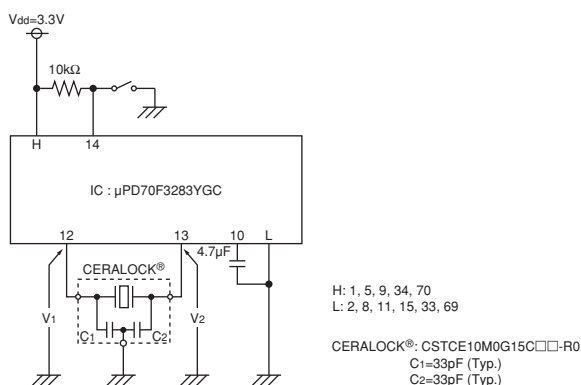 Vdd=3.3V
10kΩ
H
14
IC : µPD70F3283YGC
12
13
10
L
4.7µF
CERALOCK®
V1
C1
C2
V2
H: 1, 5, 9, 34, 70
L: 2, 8, 11, 15, 33, 69
CERALOCK®: CSTCE10M0G15C□□-R0
C1=33pF (Typ.)
C2=33pF (Typ.)